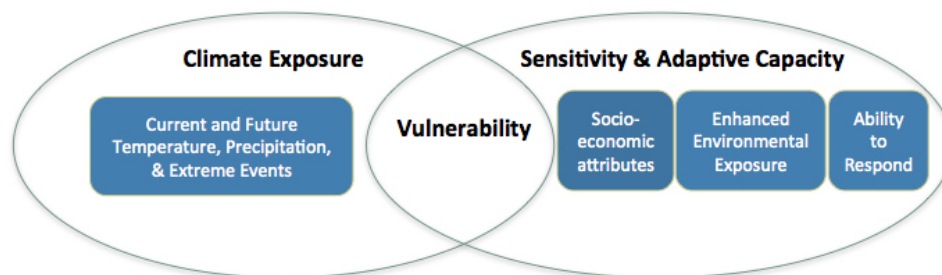 Climate Exposure
Current and Future
Temperature, Precipitation,
& Extreme Events
Vulnerability
Sensitivity & Adaptive Capacity
Socio-
economic
attributes
Enhanced
Environmental
Exposure
Ability
to
Respond